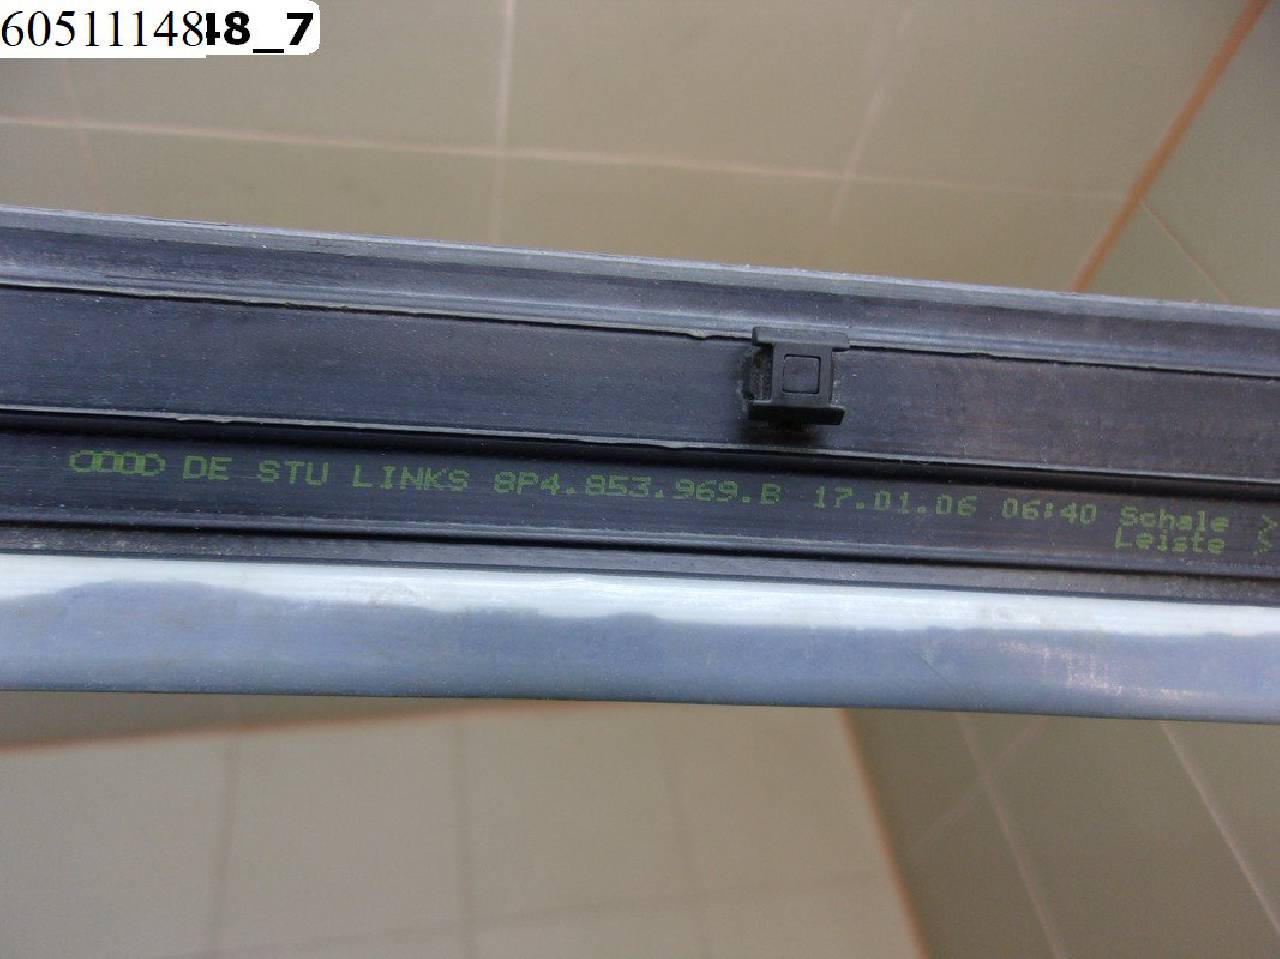 6051114848_7
DE STU LINKS 8P4.853.969.B 17.01.06 06:40 Schale
Leiste